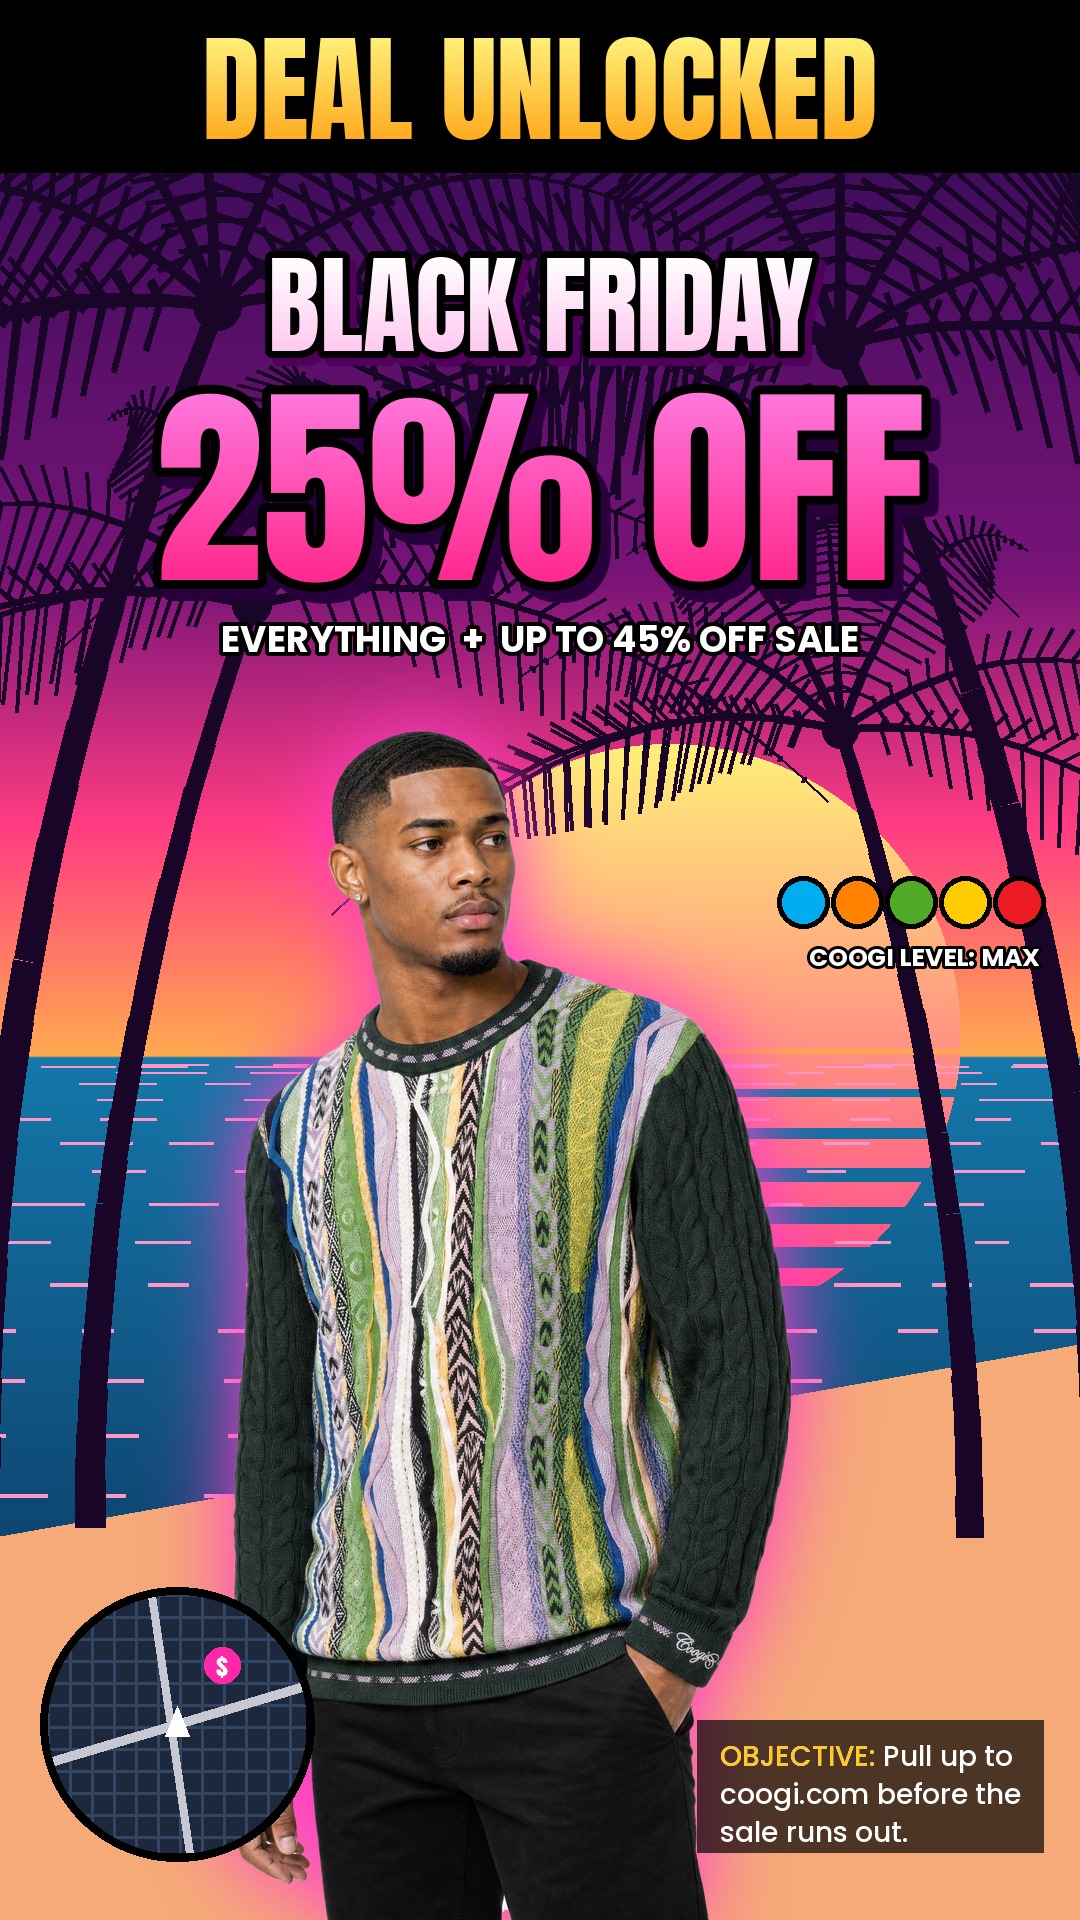 DEAL UNLOCKED
BLACK FRIDAY
25% OFF
EVERYTHING + UP TO 45% OFF SALE
COOGI LEVEL: MAX
Coogi
$
OBJECTIVE: Pull up to
coogi.com before the
sale runs out.